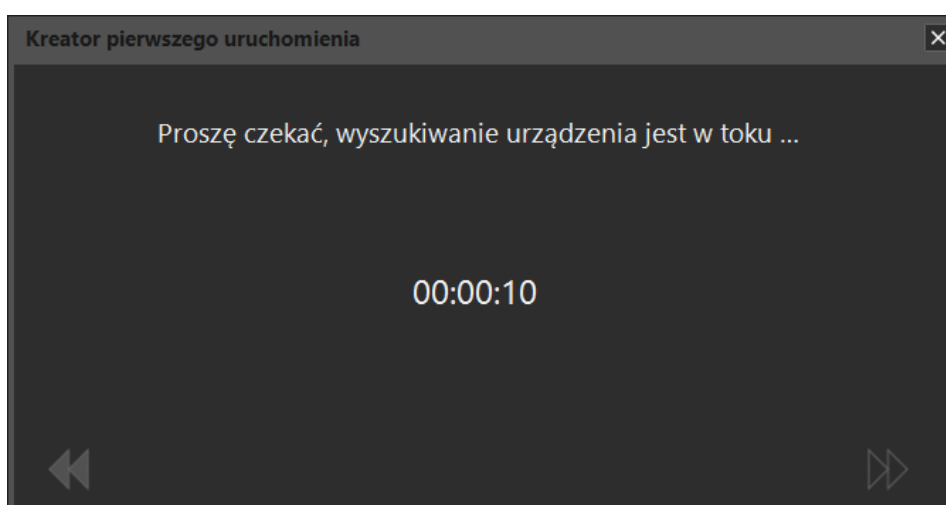 Kreator pierwszego uruchomienia
Proszę czekać, wyszukiwanie urządzenia jest w toku ...
00:00:10